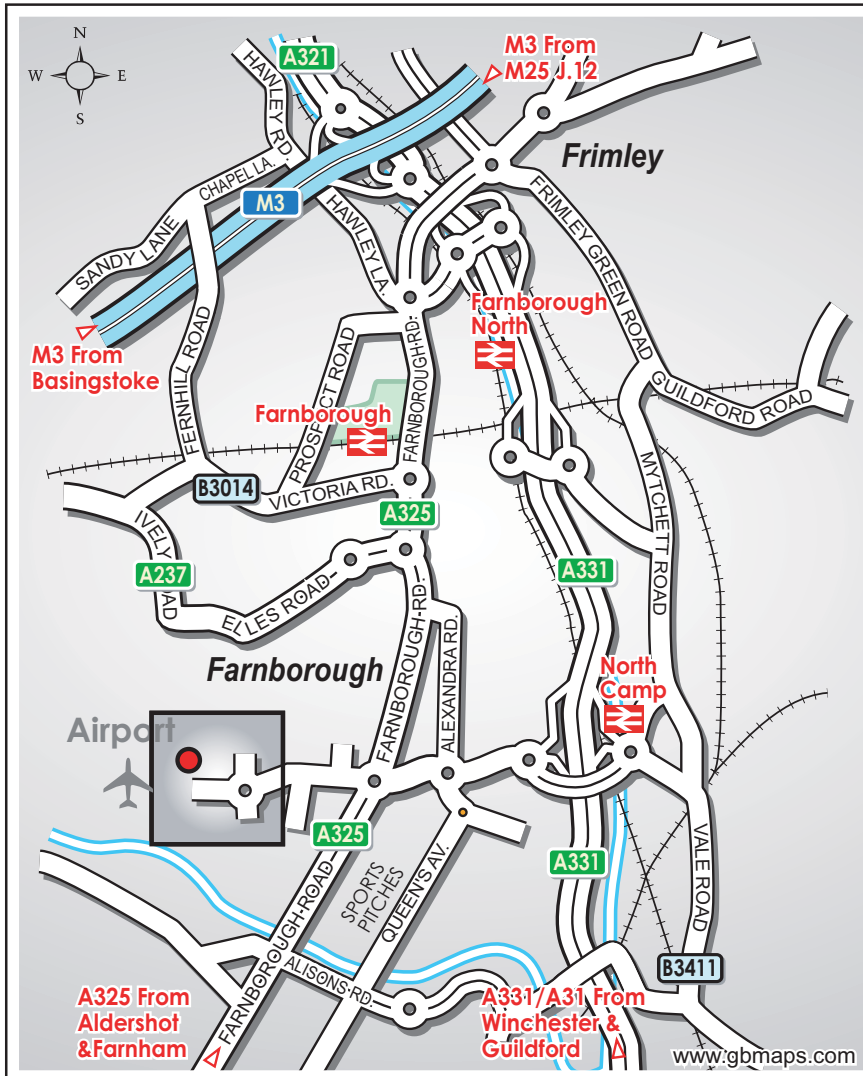 N
W
E
S
A321
M3 From
M25 J.12
HAWLEY RD.
Frimley
CHAPEL LA.
M3
SANDY LANE
HAWLEY LA.
FRIMLEY GREEN ROAD
Farnborough
North
M3 From
Basingstoke
FERNHILL ROAD
PROSPECT ROAD
FARNBOROUGH RD.
GUILDFORD ROAD
Farnborough
B3014
VICTORIA RD.
A325
MYTCHETT ROAD
IVELY ROAD
A237
ELLES ROAD
A331
FARNBOROUGH RD.
ALEXANDRA RD.
Farnborough
North
Camp
Airport
A325
A331
VALE ROAD
SPORTS
PITCHES
QUEEN'S AV.
FARNBOROUGH ROAD
ALISONS RD.
B3411
A325 From
Aldershot
&Farnham
A331/A31 From
Winchester &
Guildford
www.gbmaps.com